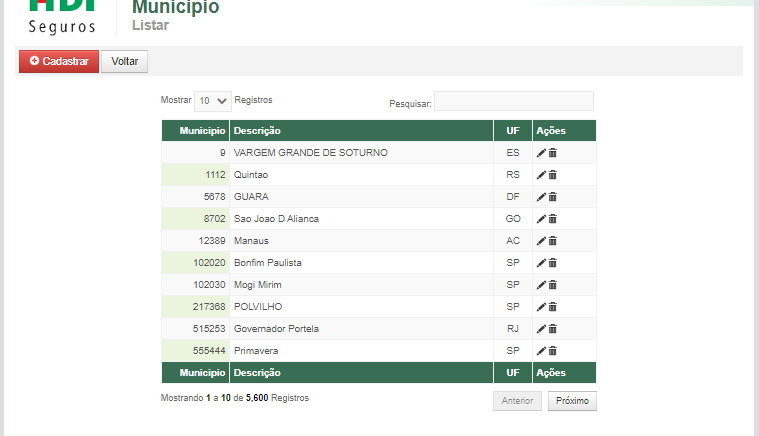 HDI
Seguros
Município
Listar
Cadastrar Voltar
Mostrar 10 Registros Pesquisar:
Município Descrição UF Ações
9 VARGEM GRANDE DE SOTURNO ES
1112 Quintao RS
5678 GUARA DF
8702 Sao Joao D Alianca GO
12389 Manaus AC
102020 Bonfim Paulista SP
102030 Mogi Mirim SP
217368 POLVILHO SP
515253 Governador Portela RJ
555444 Primavera SP
Município Descrição UF Ações
Mostrando 1 a 10 de 5,600 Registros Anterior Próximo